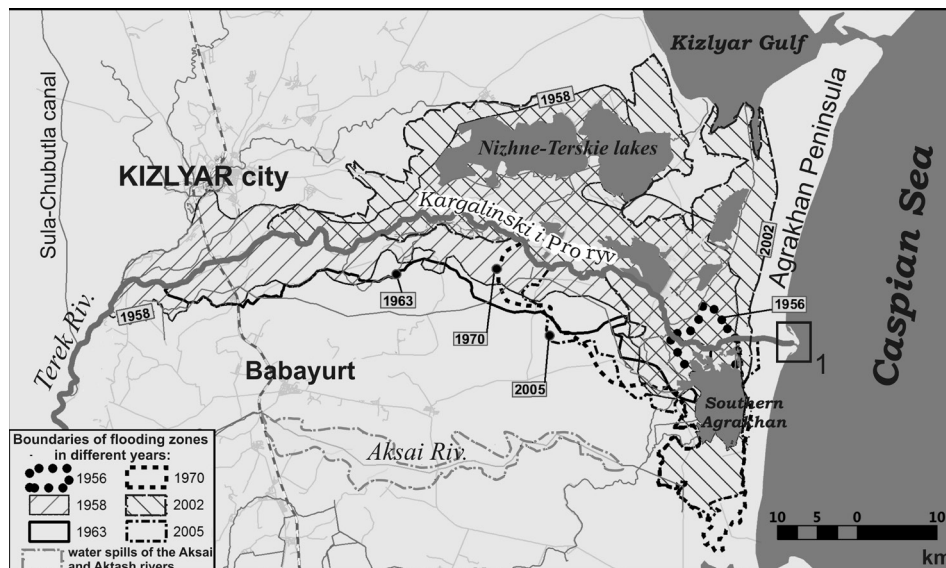 Kizlyar Gulf
1958
Nizhne-Terskie lakes
KIZLYAR city
Sula-Chubutla canal
Kargalinski i Pro ryv
Agrakhan Peninsula
2002
Caspian Sea
1963
1956
1958
1970
1
Terek Riv.
Babayurt
2005
Southern
Agrakhan
Aksai Riv.
Boundaries of flooding zones
in different years:
1956
1970
1958
2002
1963
2005
water spills of the Aksai
and Aktash rivers
10 5 0 10
km